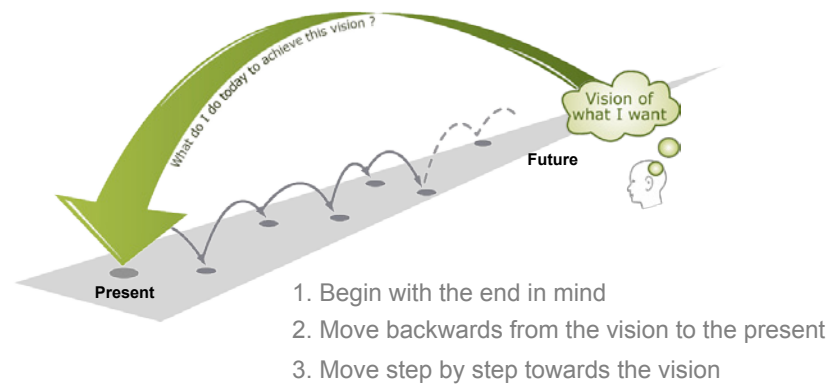 What do I do today to achieve this vision ?
Vision of
what I want
Future
Present
1. Begin with the end in mind
2. Move backwards from the vision to the present
3. Move step by step towards the vision